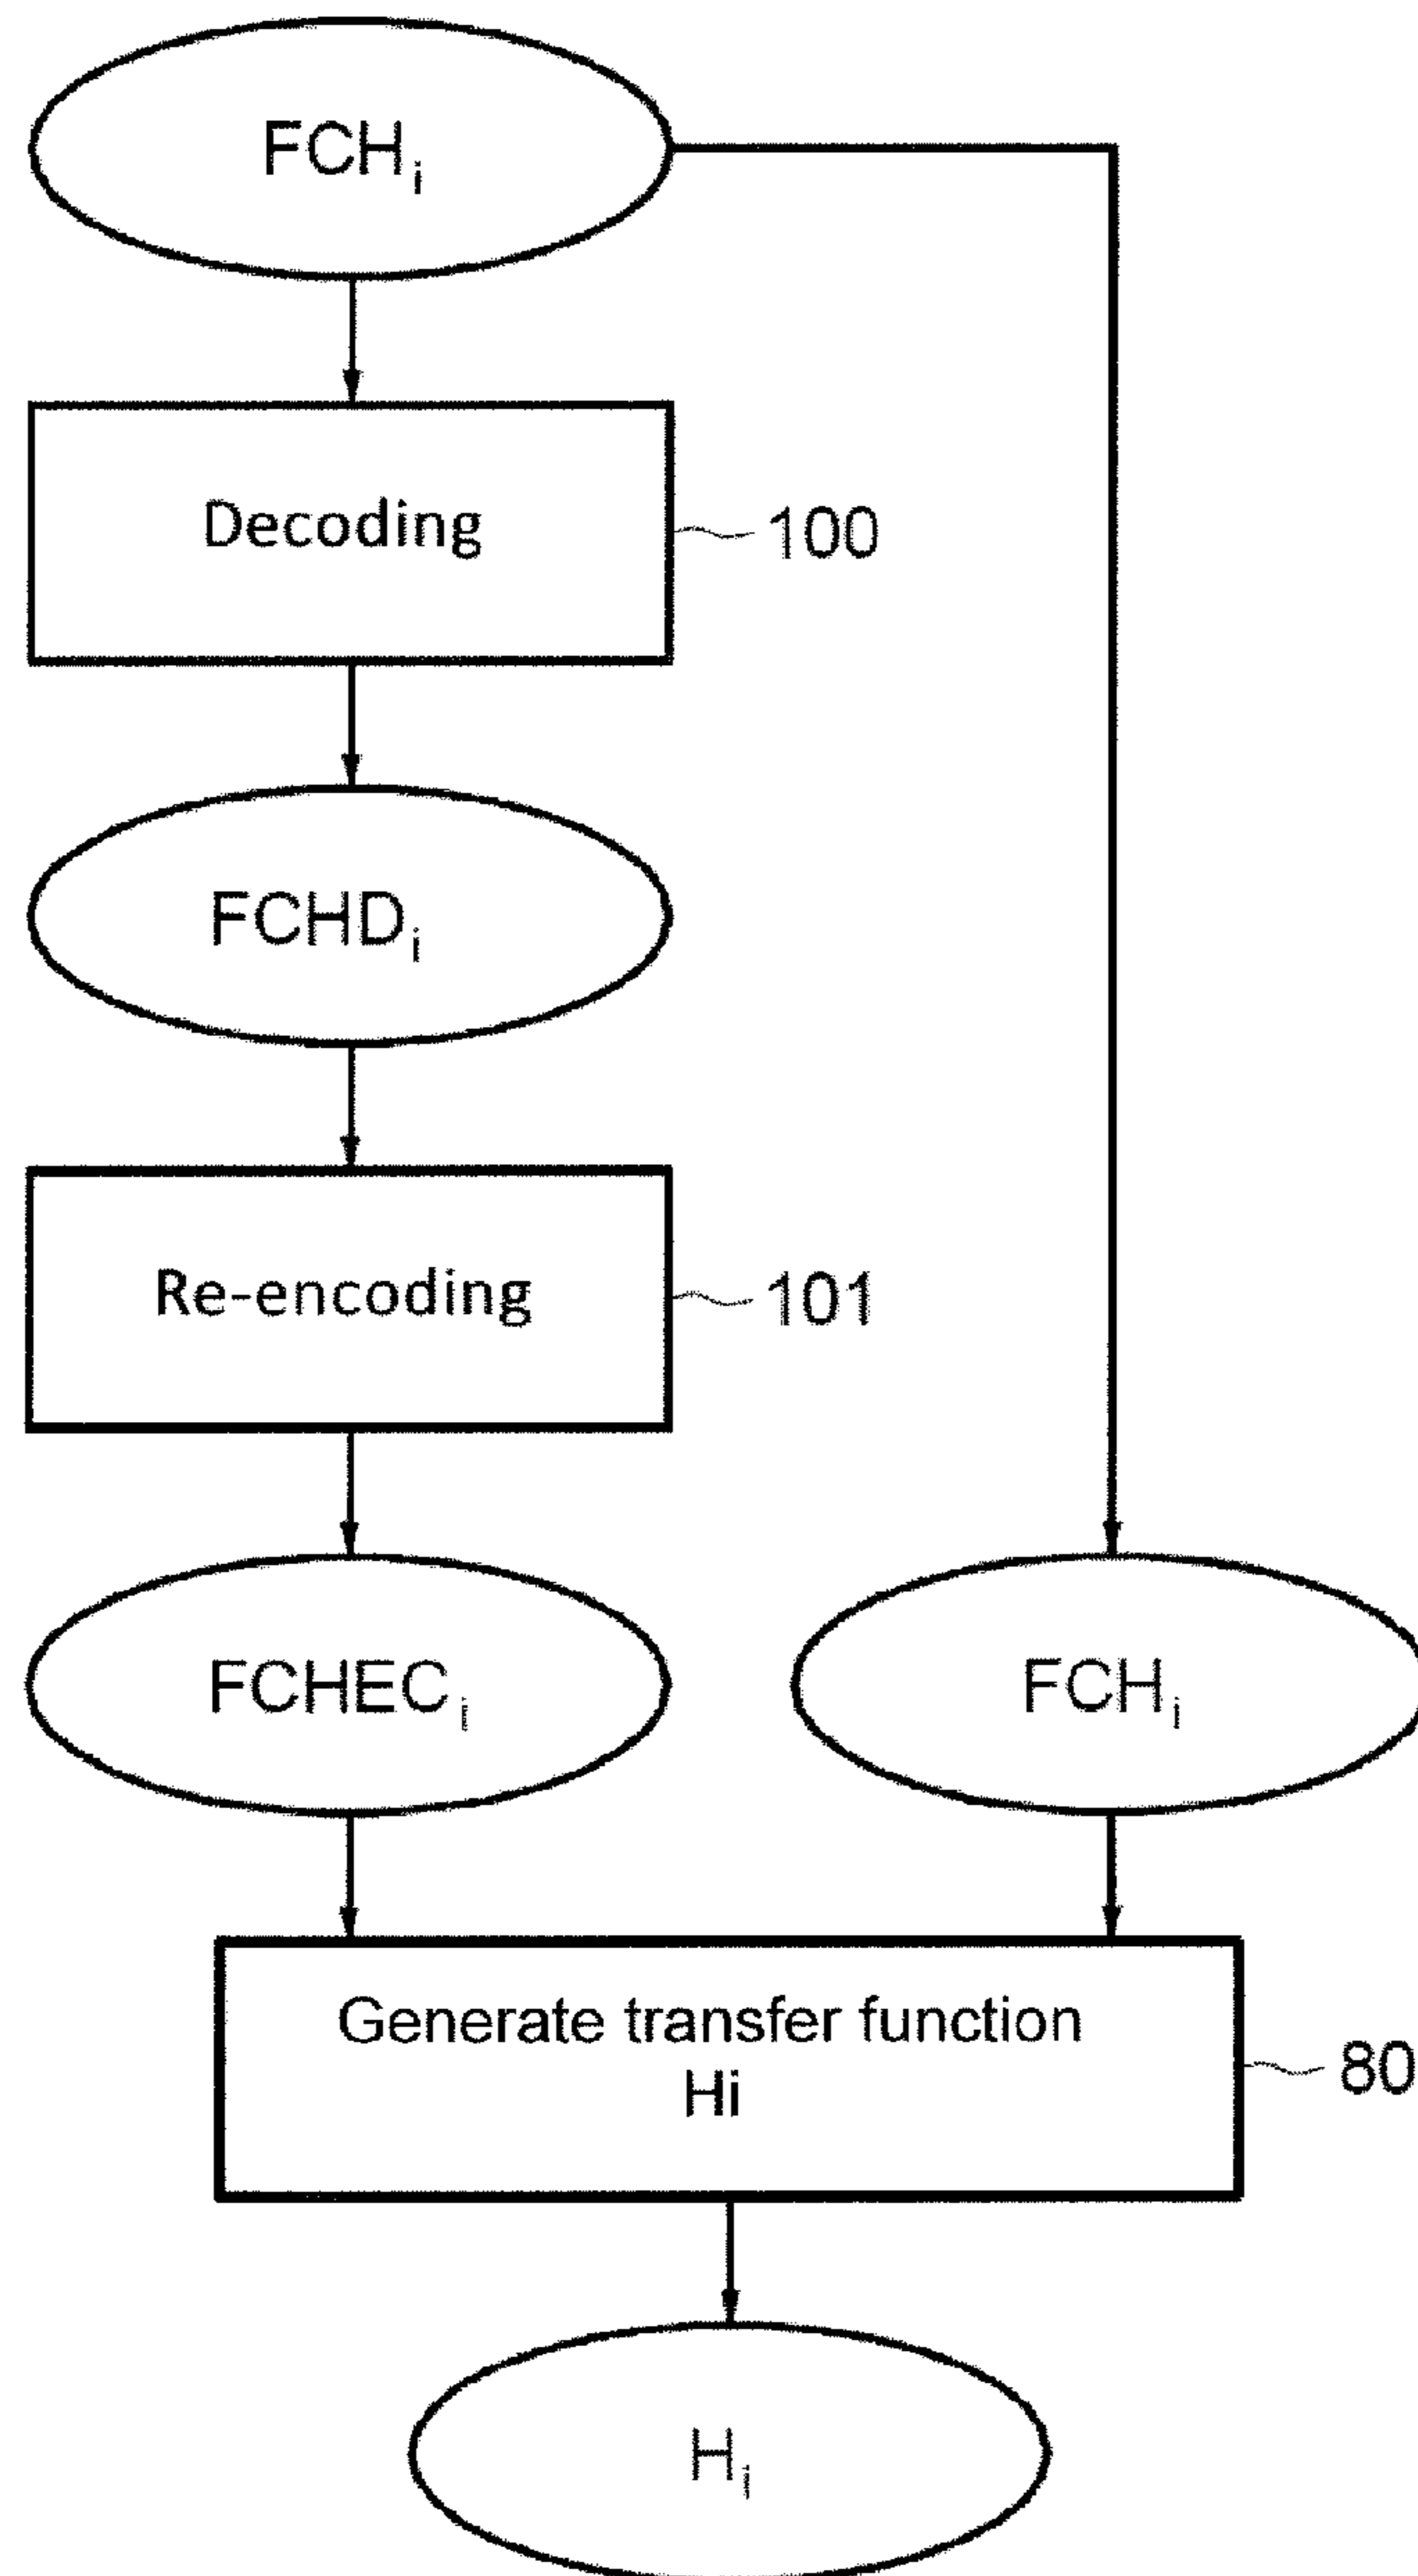 FCHi
Decoding
100
FCHDi
Re-encoding
101
FCHECi
FCHi
Generate transfer function
Hi
80
Hi